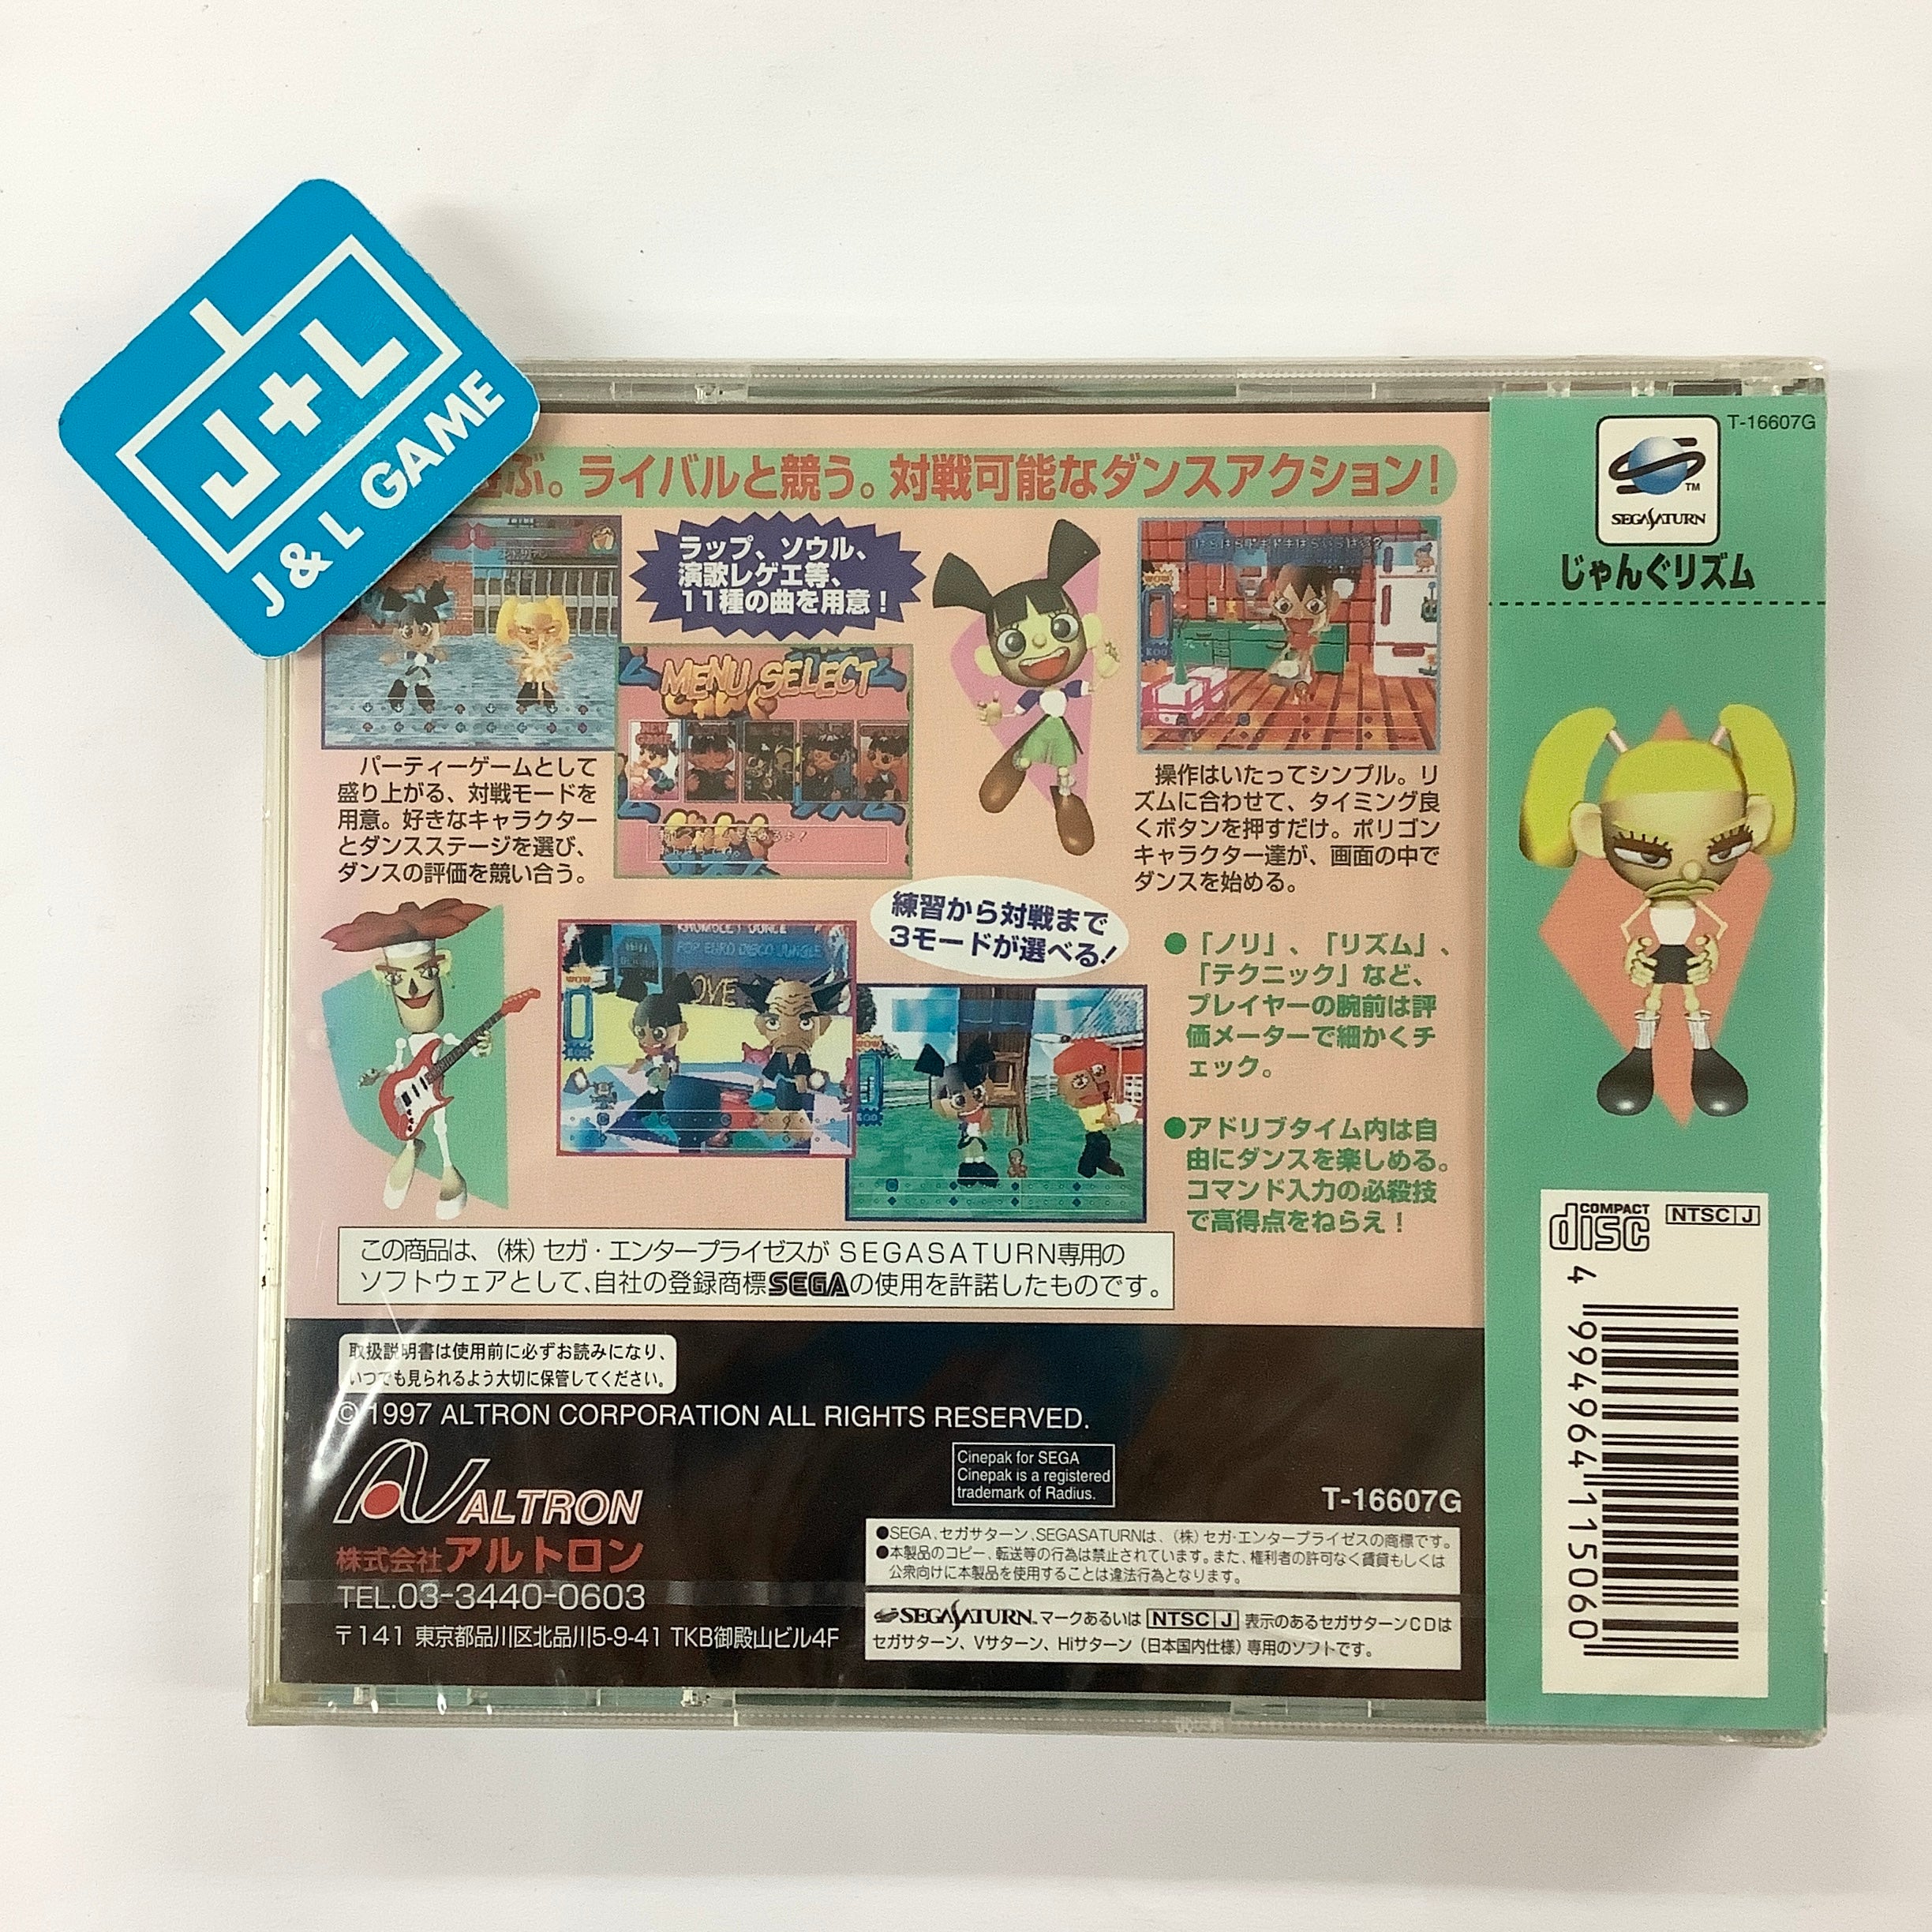 J+L
J & L GAME
ぶ。ライバルと競う。対戦可能なダンスアクション!
ラップ、ソウル、
演歌レゲエ等、
11種の曲を用意!
MENU SELECT
NEW
GAME
パーティーゲームとして
盛り上がる、対戦モードを
用意。好きなキャラクター
とダンスステージを選び、
ダンスの評価を競い合う。
操作はいたってシンプル。リ
ズムに合わせて、タイミング良
くボタンを押すだけ。ポリゴン
キャラクター達が、画面の中で
ダンスを始める。
練習から対戦まで
3モードが選べる!
POP EURO DISCO JUNGLE
WOW
WOW
●「ノリ」、「リズム」、
「テクニック」など、
プレイヤーの腕前は評
価メーターで細かくチ
ェック。
●アドリブタイム内は自
由にダンスを楽しめる。
コマンド入力の必殺技
で高得点をねらえ!
この商品は、(株)セガ・エンタープライゼスが SEGASATURN専用の
ソフトウェアとして、自社の登録商標SEGAの使用を許諾したものです。
取扱説明書は使用前に必ずお読みになり、
いつでも見られるよう大切に保管してください。
© 1997 ALTRON CORPORATION ALL RIGHTS RESERVED.
ALTRON
株式会社アルトロン
TEL.03-3440-0603
〒141 東京都品川区北品川5-9-41 TKB御殿山ビル4F
Cinepak for SEGA
Cinepak is a registered
trademark of Radius.
T-16607G
●SEGA、セガサターン、SEGASATURNは、(株)セガ・エンタープライゼスの商標です。
●本製品のコピー、転送等の行為は禁止されています。また、権利者の許可なく賃貸もしくは
公衆向けに本製品を使用することは違法行為となります。
SEGA SATURN™マークあるいは NTSC J 表示のあるセガサターンCDは
セガサターン、Vサターン、Hiサターン(日本国内仕様)専用のソフトです。
T-16607G
TM
SEGA SATURN
じゃんぐリズム
COMPACT
disc
NTSC J
4 994964 115060